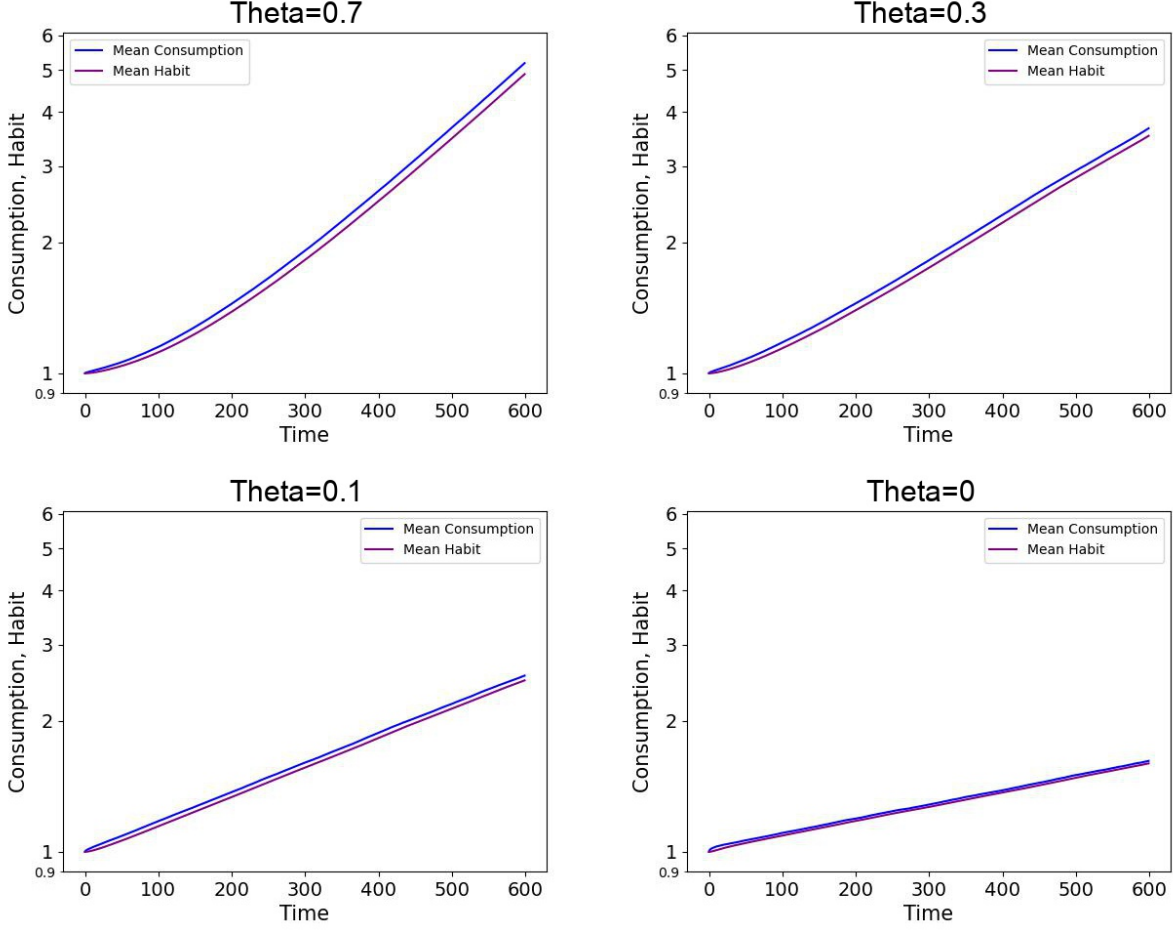 Theta=0.7
6
5
4
3
2
1
0.9
Consumption, Habit
Mean Consumption
Mean Habit
0 100 200 300 400 500 600
Time
Theta=0.3
6
5
4
3
2
1
0.9
Consumption, Habit
Mean Consumption
Mean Habit
0 100 200 300 400 500 600
Time
Theta=0.1
6
5
4
3
2
1
0.9
Consumption, Habit
Mean Consumption
Mean Habit
0 100 200 300 400 500 600
Time
Theta=0
6
5
4
3
2
1
0.9
Consumption, Habit
Mean Consumption
Mean Habit
0 100 200 300 400 500 600
Time